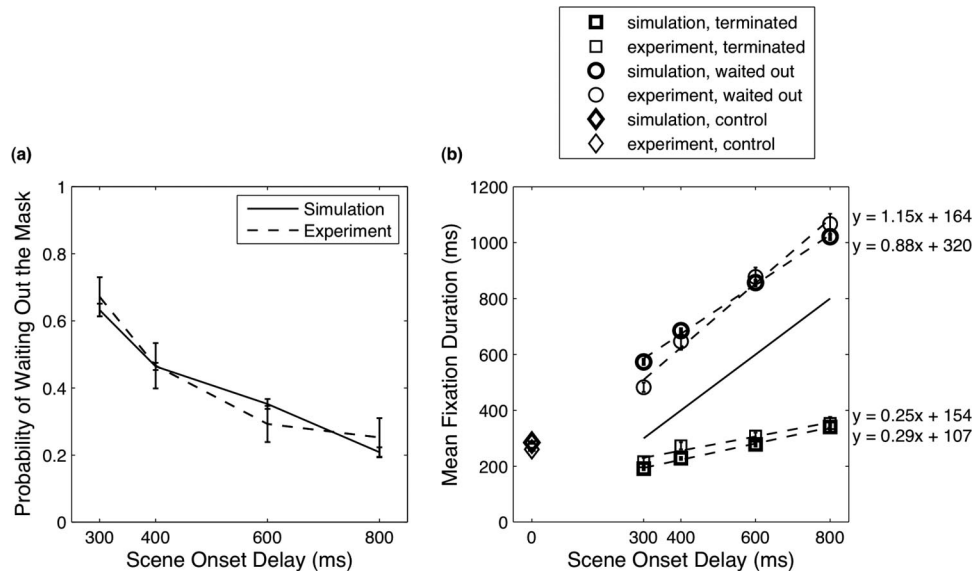 simulation, terminated
experiment, terminated
simulation, waited out
experiment, waited out
simulation, control
experiment, control
(a)
1
0.8
0.6
0.4
0.2
0
Probability of Waiting Out the Mask
Simulation
Experiment
300 400 600 800
Scene Onset Delay (ms)
(b)
1200
1000
800
600
400
200
0
Mean Fixation Duration (ms)
y = 1.15x + 164
y = 0.88x + 320
y = 0.25x + 154
y = 0.29x + 107
0 300 400 600 800
Scene Onset Delay (ms)